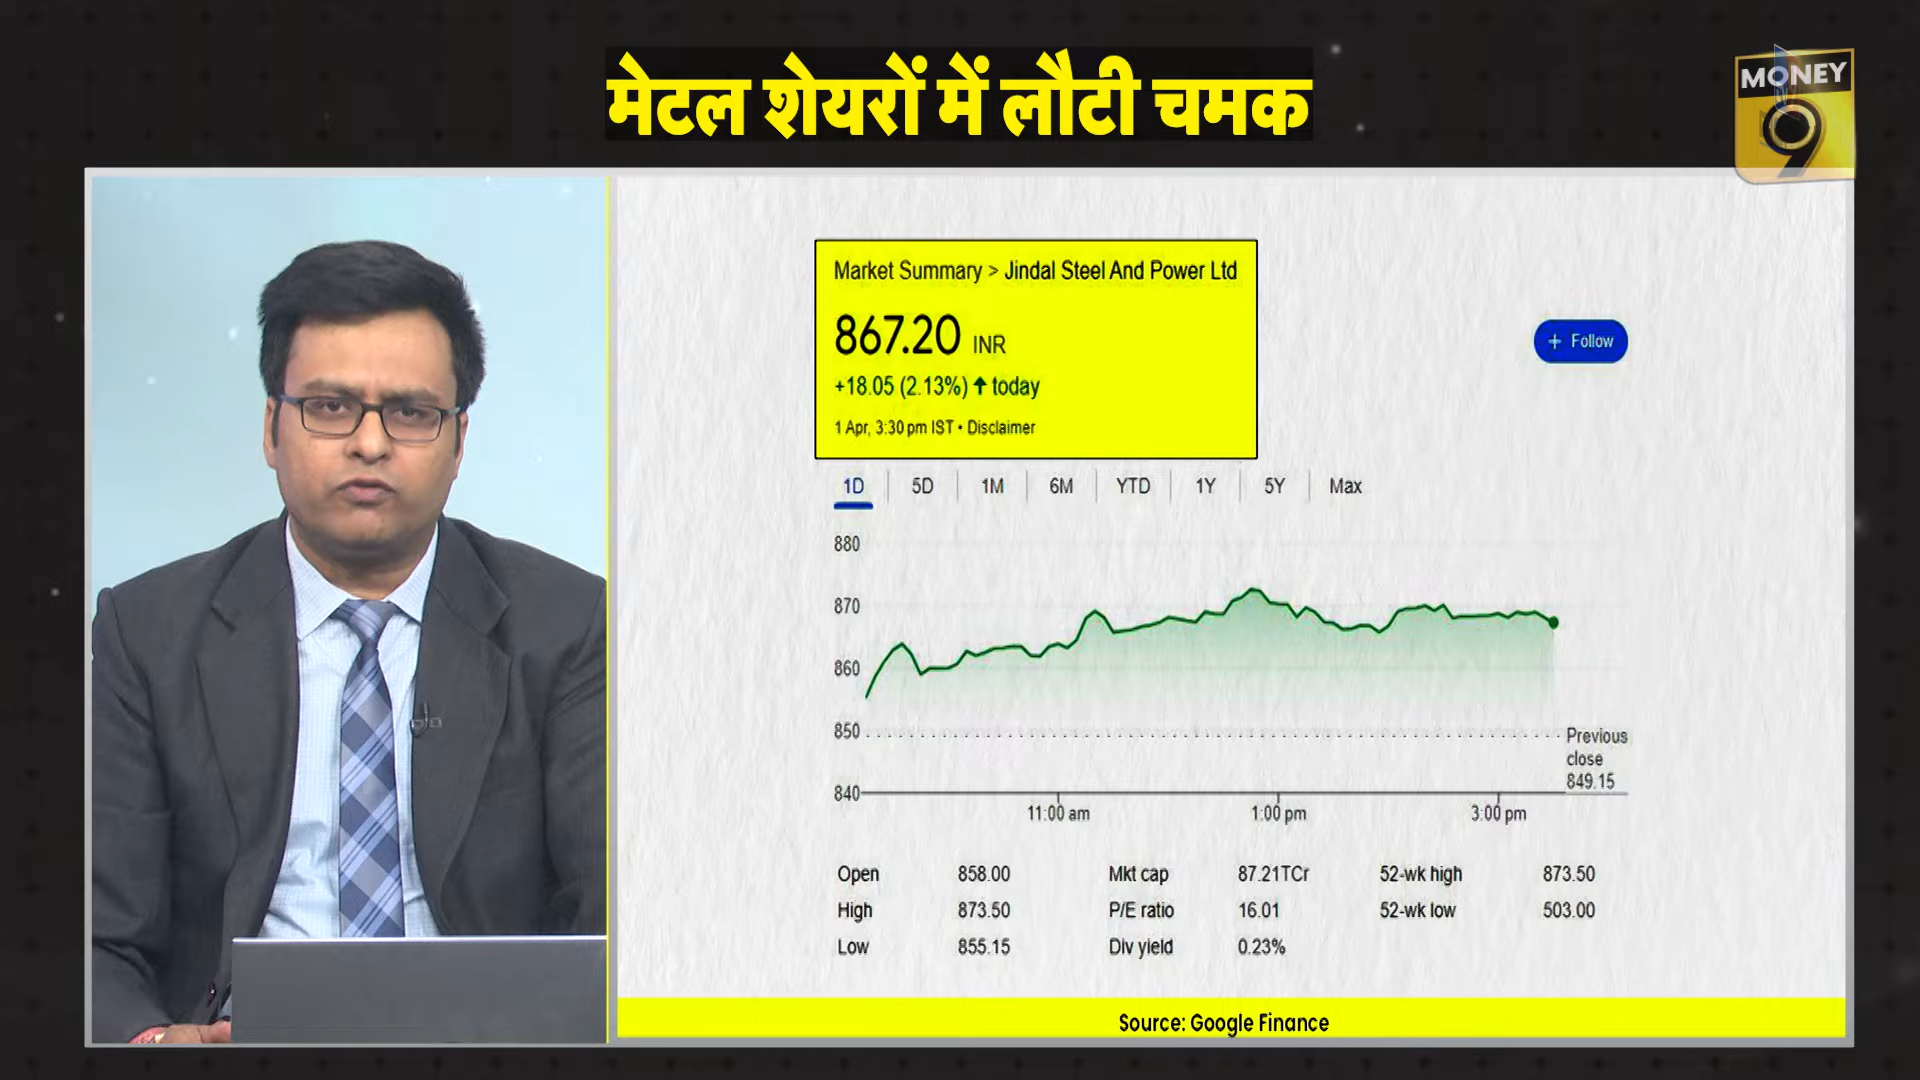 मेटल शेयरों में लौटी चमक
MONEY
9
Market Summary > Jindal Steel And Power Ltd
867.20 INR
+18.05 (2.13%) ↑ today
1 Apr, 3:30 pm IST • Disclaimer
+ Follow
1D 5D 1M 6M YTD 1Y 5Y Max
880
870
860
850
840
Previous
close
849.15
11:00 am 1:00 pm 3:00 pm
Open 858.00 Mkt cap 87.21TCr 52-wk high 873.50
High 873.50 P/E ratio 16.01 52-wk low 503.00
Low 855.15 Div yield 0.23%
Source: Google Finance